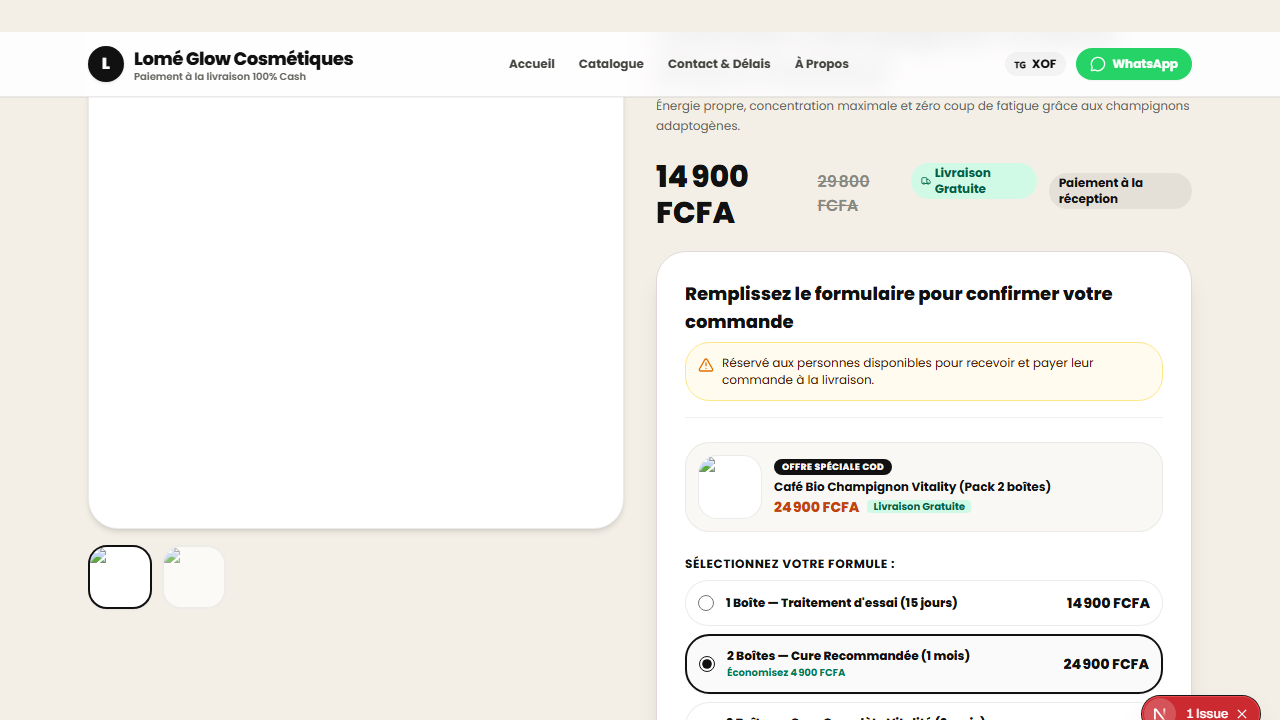 L
Lomé Glow Cosmétiques
Paiement à la livraison 100% Cash
Accueil
Catalogue
Contact & Délais
À Propos
TG XOF
WhatsApp
Énergie propre, concentration maximale et zéro coup de fatigue grâce aux champignons
adaptogènes.
14 900
FCFA
29 800
FCFA
Livraison
Gratuite
Paiement à la
réception
Remplissez le formulaire pour confirmer votre
commande
Réservé aux personnes disponibles pour recevoir et payer leur
commande à la livraison.
OFFRE SPÉCIALE COD
Café Bio Champignon Vitality (Pack 2 boîtes)
24 900 FCFA
Livraison Gratuite
SÉLECTIONNEZ VOTRE FORMULE :
1 Boîte — Traitement d'essai (15 jours)
14 900 FCFA
2 Boîtes — Cure Recommandée (1 mois)
Économisez 4 900 FCFA
24 900 FCFA
N
1 Issue